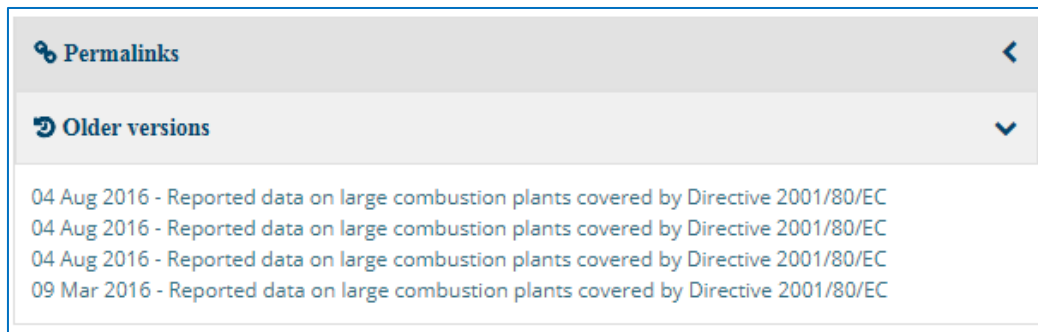 Permalinks
Older versions
04 Aug 2016 - Reported data on large combustion plants covered by Directive 2001/80/EC
04 Aug 2016 - Reported data on large combustion plants covered by Directive 2001/80/EC
04 Aug 2016 - Reported data on large combustion plants covered by Directive 2001/80/EC
09 Mar 2016 - Reported data on large combustion plants covered by Directive 2001/80/EC